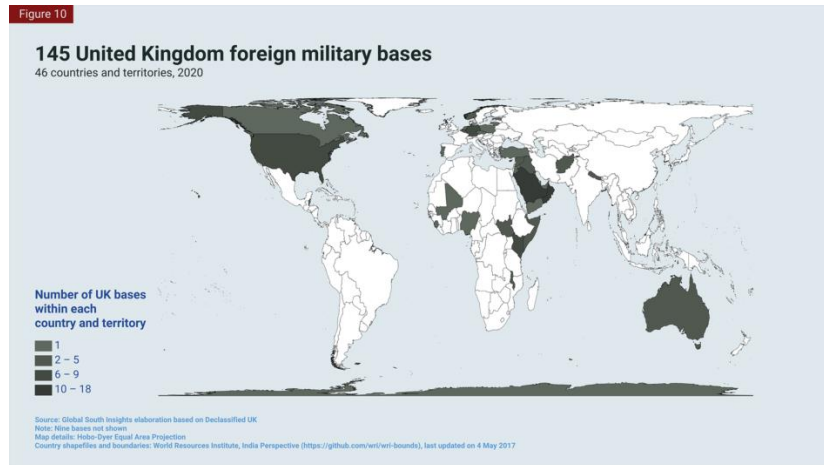 Figure 10
145 United Kingdom foreign military bases
46 countries and territories, 2020
Number of UK bases
within each
country and territory
1
2 – 5
6 – 9
10 – 18
Source: Global South Insights elaboration based on Declassified UK
Note: Nine bases not shown
Map details: Hobo-Dyer Equal Area Projection
Country shapefiles and boundaries: World Resources Institute, India Perspective (https://github.com/wri/wri-bounds), last updated on 4 May 2017